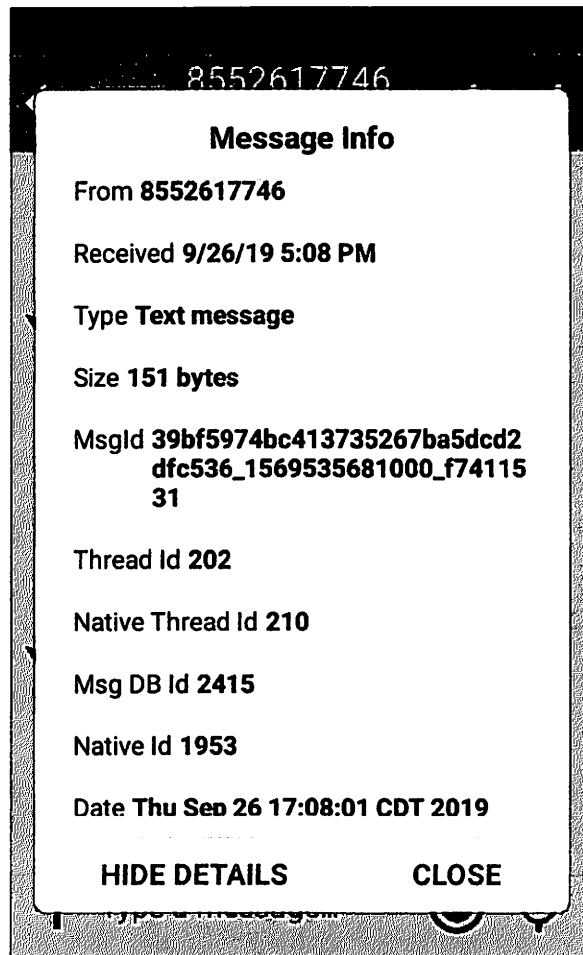 8552617746
Message Info
From 8552617746
Received 9/26/19 5:08 PM
Type Text message
Size 151 bytes
MsgId 39bf5974bc413735267ba5dcd2
dfc536_1569535681000_f74115
31
Thread Id 202
Native Thread Id 210
Msg DB Id 2415
Native Id 1953
Date Thu Sep 26 17:08:01 CDT 2019
HIDE DETAILS CLOSE
Type a message...